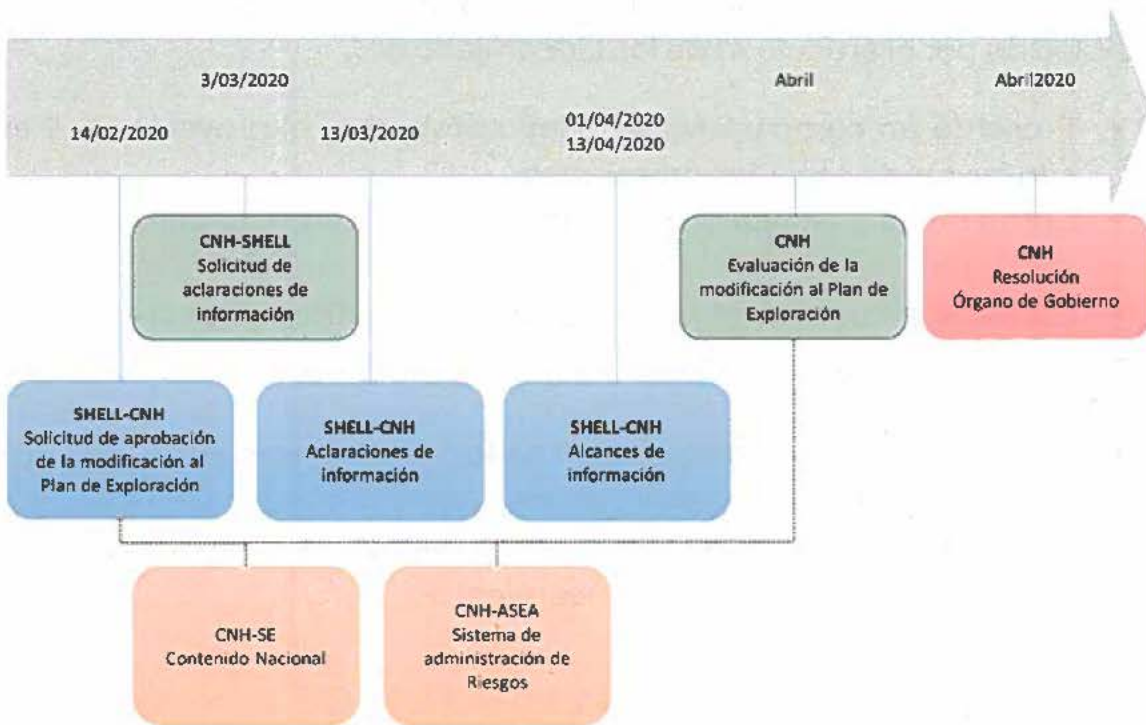 3/03/2020
Abril
Abril2020
14/02/2020
13/03/2020
01/04/2020
13/04/2020
CNH-SHELL
Solicitud de
aclaraciones de
información
CNH
Evaluación de la
modificación al Plan de
Exploración
CNH
Resolución
Órgano de Gobierno
SHELL-CNH
Solicitud de aprobación
de la modificación al
Plan de Exploración
SHELL-CNH
Aclaraciones de
información
SHELL-CNH
Alcances de
información
CNH-SE
Contenido Nacional
CNH-ASEA
Sistema de
administración de
Riesgos